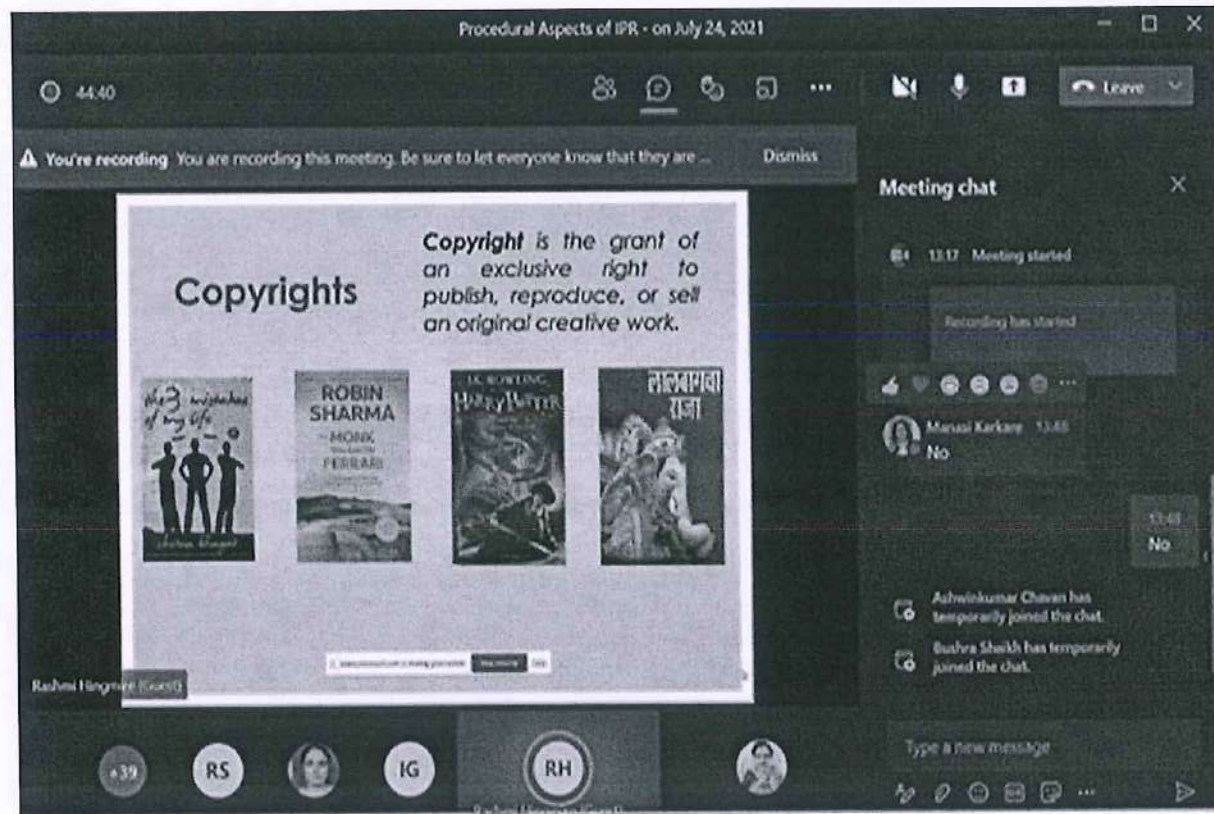 Procedural Aspects of IPR - on July 24, 2021
44:40
Leave
You're recording You are recording this meeting. Be sure to let everyone know that they are ...
Dismiss
Copyrights
Copyright is the grant of
an exclusive right to
publish, reproduce, or sell
an original creative work.
the 3 mistakes
of my life
chetan bhagat
ROBIN
SHARMA
MONK
FERRARI
J.K. ROWLING
HARRY POTTER
लालबागचा
राजा
Rashmi Hingmire (Guest)
+39
RS
IG
RH
Rashmi Hingmire (Guest)
Meeting chat
13:17 Meeting started
Recording has started
Manasi Karkare 13:48
No
13:48
No
Ashwinkumar Chavan has
temporarily joined the chat.
Bushra Shaikh has temporarily
joined the chat.
Type a new message